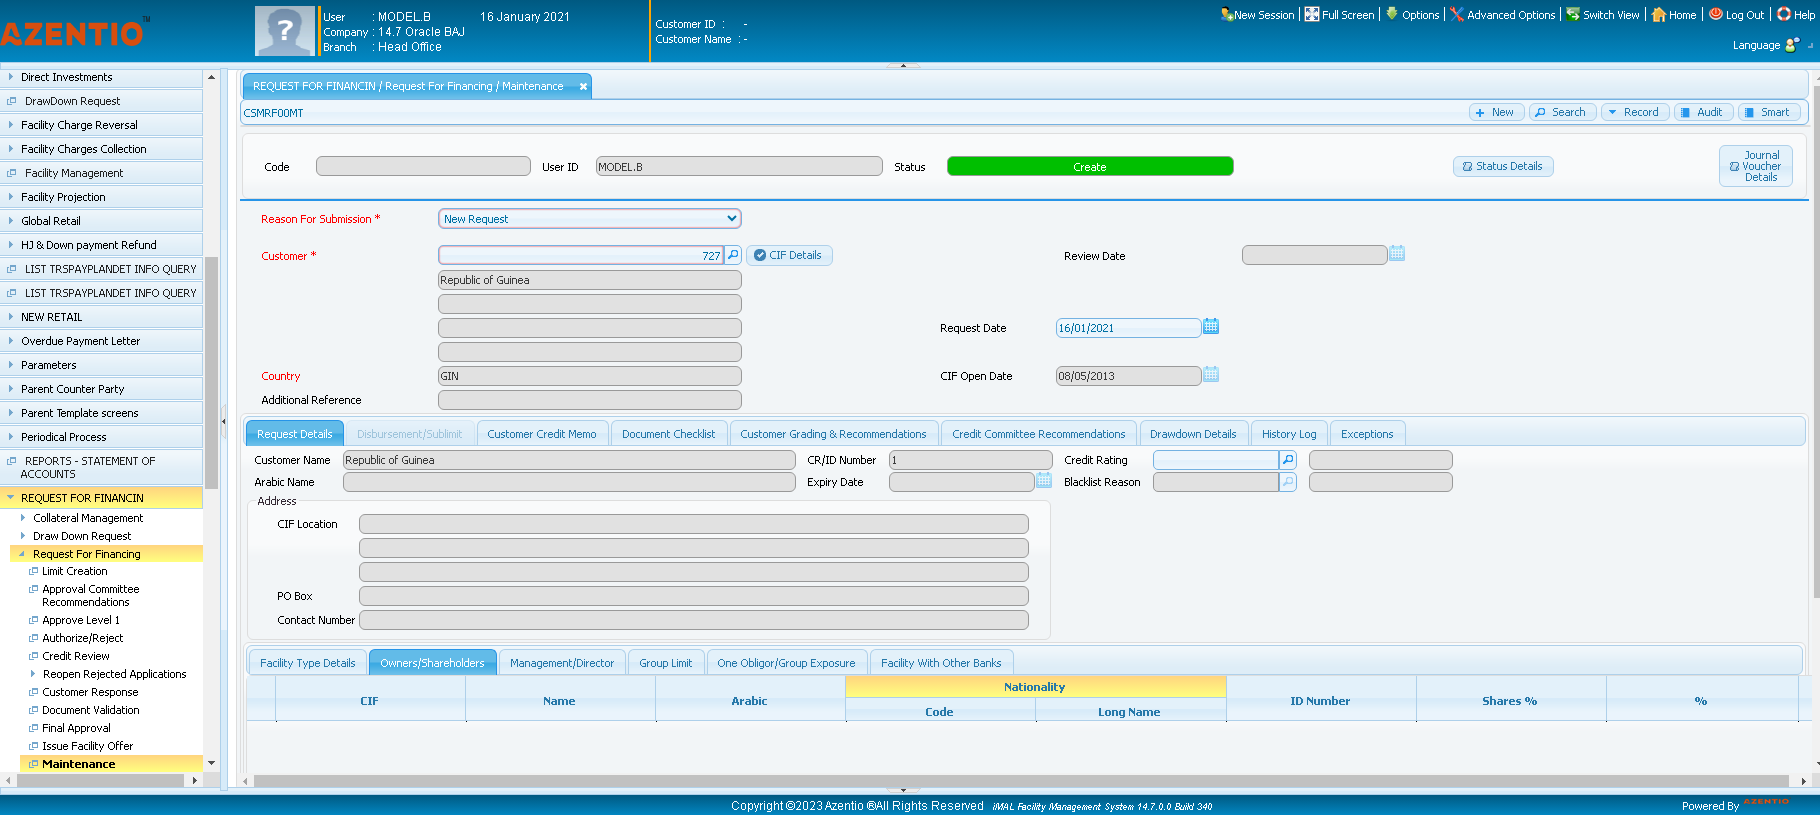 AZENTIO™
User : MODEL.B 16 January 2021
Company : 14.7 Oracle BAJ
Branch : Head Office
Customer ID : -
Customer Name : -
New Session | Full Screen | Options | Advanced Options | Switch View | Home | Log Out | Help
Language
Direct Investments
DrawDown Request
Facility Charge Reversal
Facility Charges Collection
Facility Management
Facility Projection
Global Retail
HJ & Down payment Refund
LIST TRSPAYPLANDET INFO QUERY
LIST TRSPAYPLANDET INFO QUERY
NEW RETAIL
Overdue Payment Letter
Parameters
Parent Counter Party
Parent Template screens
Periodical Process
REPORTS - STATEMENT OF
ACCOUNTS
REQUEST FOR FINANCIN
Collateral Management
Draw Down Request
Request For Financing
Limit Creation
Approval Committee
Recommendations
Approve Level 1
Authorize/Reject
Credit Review
Reopen Rejected Applications
Customer Response
Document Validation
Final Approval
Issue Facility Offer
Maintenance
REQUEST FOR FINANCIN / Request For Financing / Maintenance
CSMRF00MT
New Search Record Audit Smart
Code User ID MODEL.B Status Create Status Details
Journal
Voucher
Details
Reason For Submission * New Request
Customer * 727 CIF Details Review Date
Republic of Guinea
Request Date 16/01/2021
Country GIN CIF Open Date 08/05/2013
Additional Reference
Request Details Disbursement/Sublimit Customer Credit Memo Document Checklist Customer Grading & Recommendations Credit Committee Recommendations Drawdown Details History Log Exceptions
Customer Name Republic of Guinea CR/ID Number 1 Credit Rating
Arabic Name Expiry Date Blacklist Reason
Address
CIF Location
PO Box
Contact Number
Facility Type Details Owners/Shareholders Management/Director Group Limit One Obligor/Group Exposure Facility With Other Banks
CIF Name Arabic Nationality ID Number Shares % %
Code Long Name
Copyright ©2023 Azentio ®All Rights Reserved iMAL Facility Management System 14.7.0.0 Build 340
Powered By AZENTIO